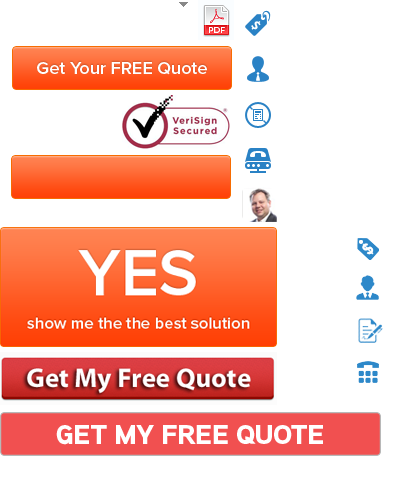 PDF
Get Your FREE Quote
VeriSign
Secured
YES
show me the the best solution
Get My Free Quote
GET MY FREE QUOTE